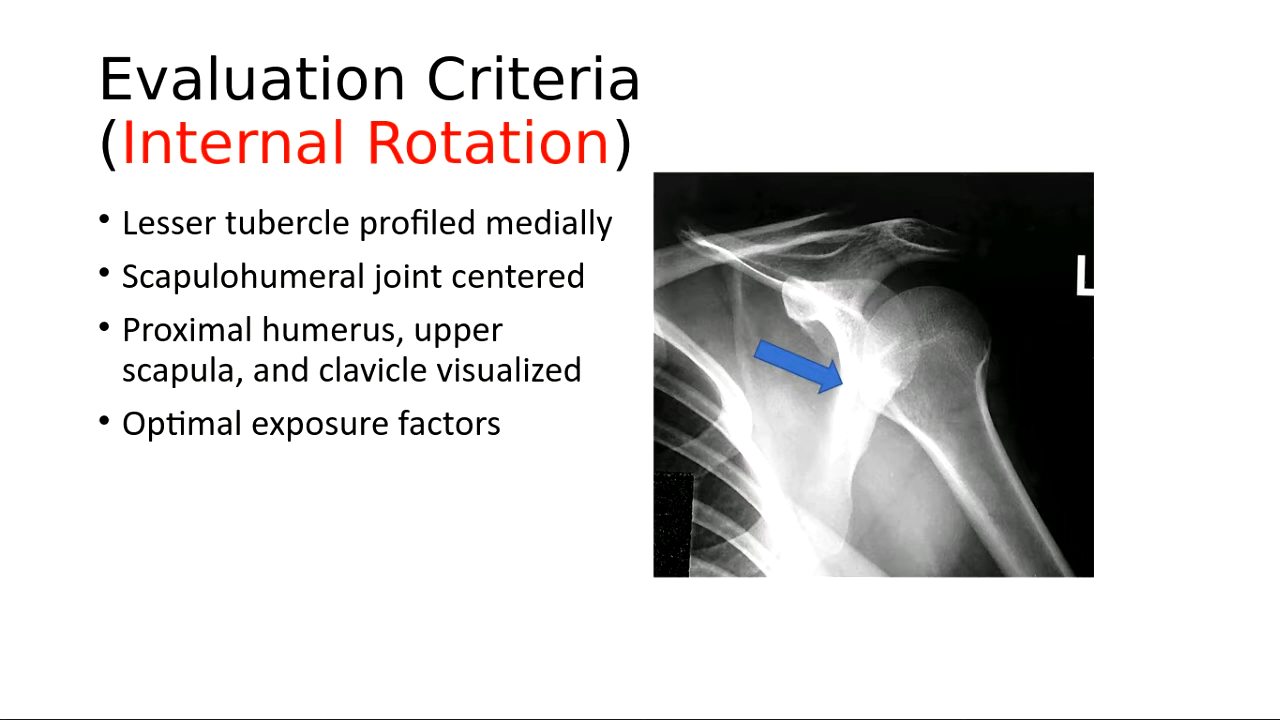 Evaluation Criteria
(Internal Rotation)
• Lesser tubercle profiled medially
• Scapulohumeral joint centered
• Proximal humerus, upper
scapula, and clavicle visualized
• Optimal exposure factors
L